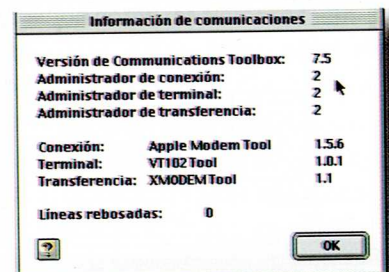 Información de comunicaciones
Versión de Communications Toolbox: 7.5
Administrador de conexión: 2
Administrador de terminal: 2
Administrador de transferencia: 2
Conexión: Apple Modem Tool 1.5.6
Terminal: VT102 Tool 1.0.1
Transferencia: XMODEM Tool 1.1
Líneas rebosadas: 0
? OK